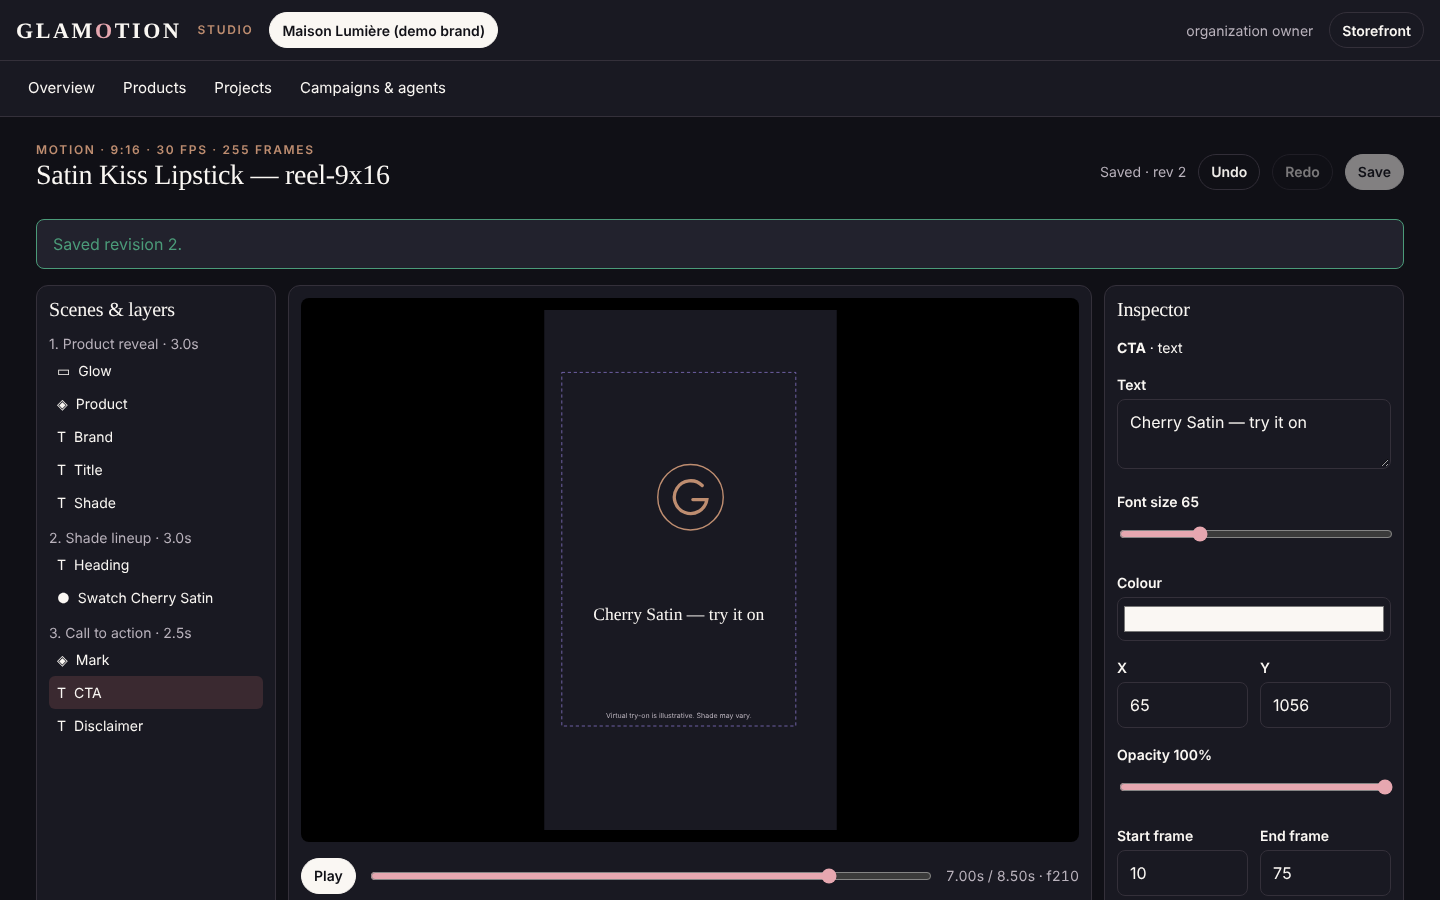 GLAMOTION STUDIO Maison Lumière (demo brand) organization owner Storefront
Overview Products Projects Campaigns & agents
MOTION · 9:16 · 30 FPS · 255 FRAMES
Satin Kiss Lipstick — reel-9x16
Saved · rev 2 Undo Redo Save
Saved revision 2.
Scenes & layers
1. Product reveal · 3.0s
Glow
Product
T Brand
T Title
T Shade
2. Shade lineup · 3.0s
T Heading
Swatch Cherry Satin
3. Call to action · 2.5s
Mark
T CTA
T Disclaimer
G
Cherry Satin — try it on
Virtual try-on is illustrative. Shade may vary.
Play 7.00s / 8.50s · f210
Inspector
CTA · text
Text
Cherry Satin — try it on
Font size 65
Colour
X Y
65 1056
Opacity 100%
Start frame End frame
10 75